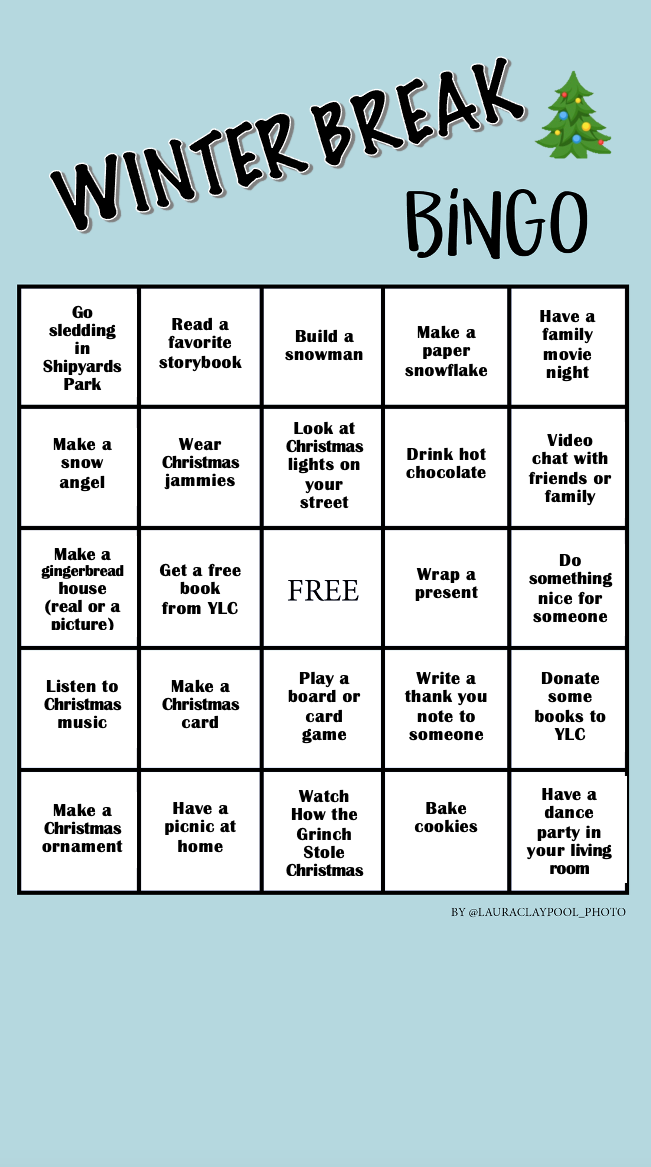 WINTER BREAK
BiNGO
Go
sledding
in
Shipyards
Park
Read a
favorite
storybook
Build a
snowman
Make a
paper
snowflake
Have a
family
movie
night
Make a
snow
angel
Wear
Christmas
jammies
Look at
Christmas
lights on
your
street
Drink hot
chocolate
Video
chat with
friends or
family
Make a
gingerbread
house
(real or a
picture)
Get a free
book
from YLC
FREE
Wrap a
present
Do
something
nice for
someone
Listen to
Christmas
music
Make a
Christmas
card
Play a
board or
card
game
Write a
thank you
note to
someone
Donate
some
books to
YLC
Make a
Christmas
ornament
Have a
picnic at
home
Watch
How the
Grinch
Stole
Christmas
Bake
cookies
Have a
dance
party in
your living
room
BY @LAURACLAYPOOL_PHOTO